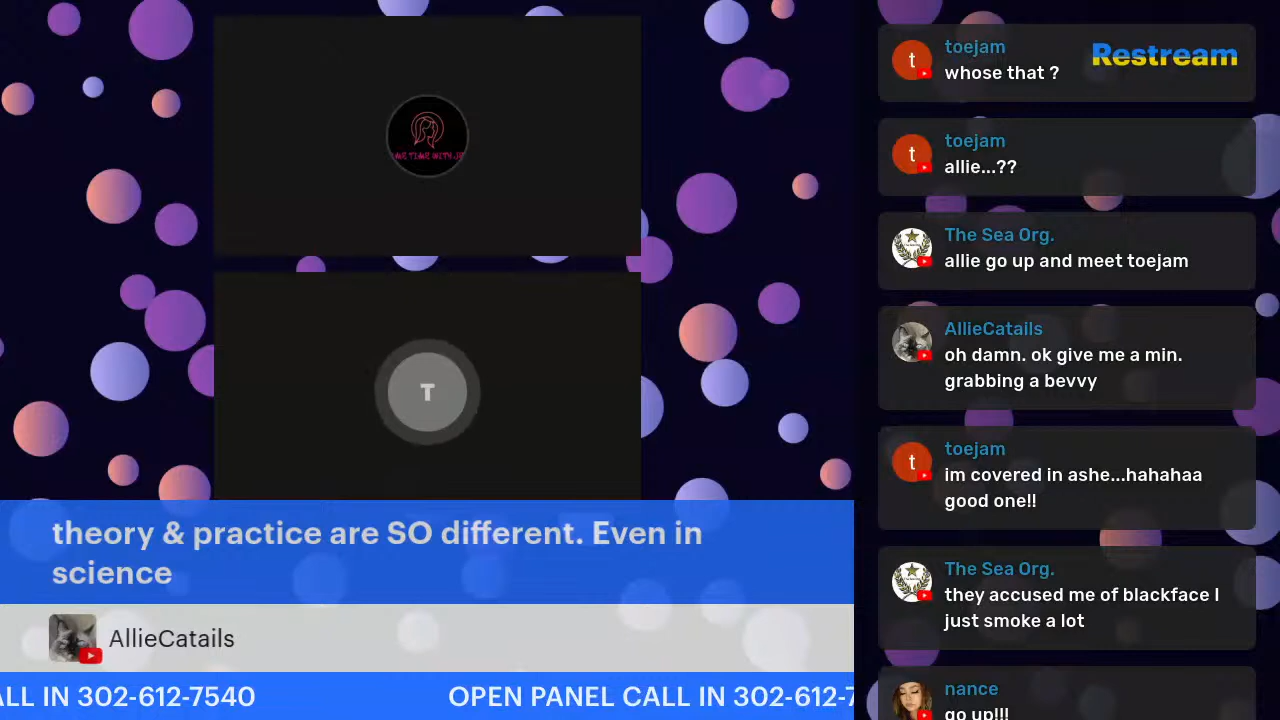 T
theory & practice are SO different. Even in
science
AllieCatails
ALL IN 302-612-7540
OPEN PANEL CALL IN 302-612-7
Restream
t
toejam
whose that ?
t
toejam
allie...??
The Sea Org.
allie go up and meet toejam
AllieCatails
oh damn. ok give me a min.
grabbing a bevvy
t
toejam
im covered in ashe...hahahaa
good one!!
The Sea Org.
they accused me of blackface I
just smoke a lot
nance
go up!!!